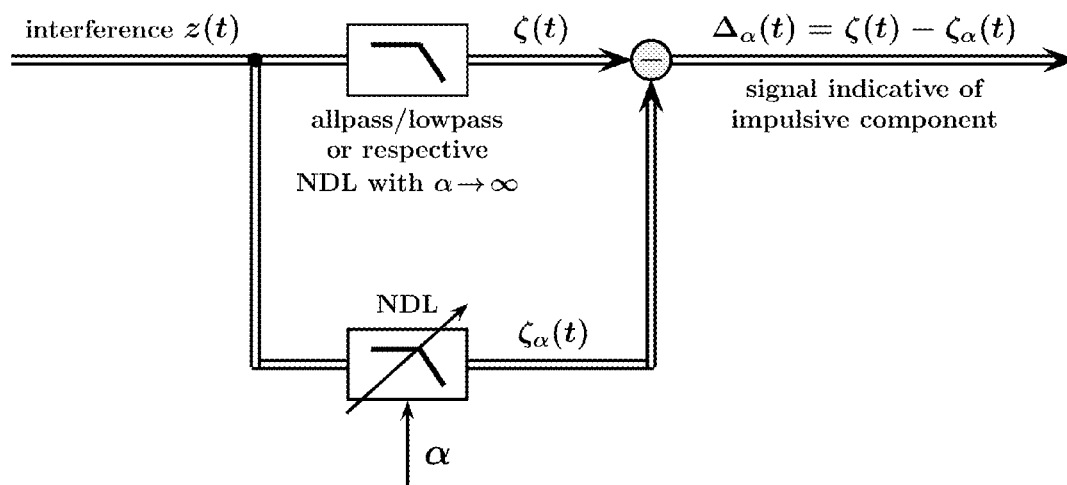 interference z(t)
ζ(t)
Δα(t) = ζ(t) − ζα(t)
−
allpass/lowpass
or respective
NDL with α→∞
signal indicative of
impulsive component
NDL
ζα(t)
α